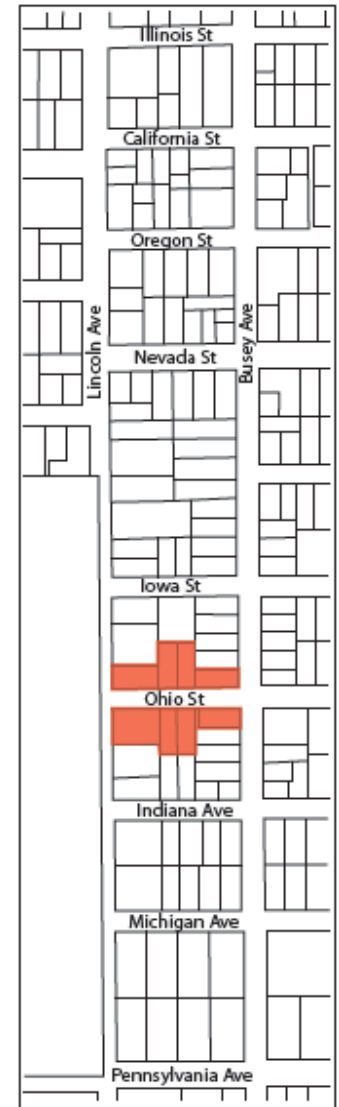 Illinois St
California St
Oregon St
Lincoln Ave
Busey Ave
Nevada St
Iowa St
Ohio St
Indiana Ave
Michigan Ave
Pennsylvania Ave